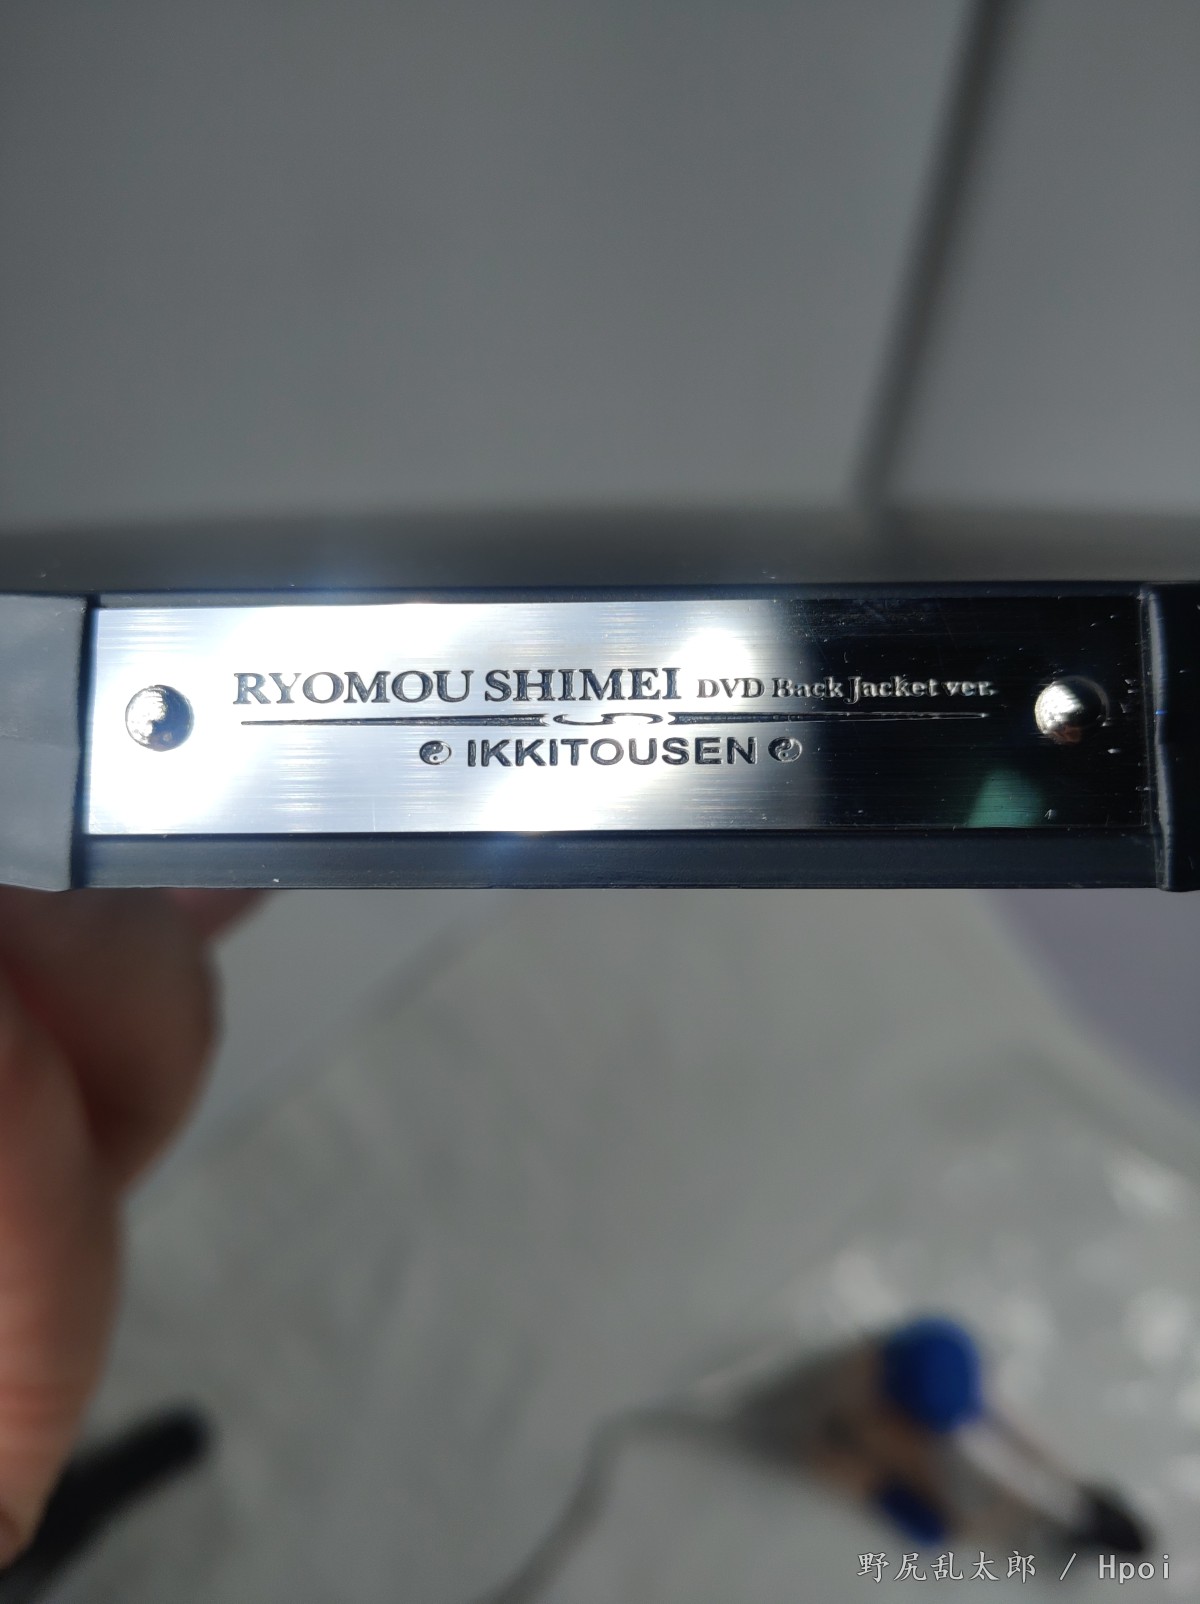 RYOMOU SHIMEI DVD Back Jacket ver.
IKKITOUSEN
野尻乱太郎 / Hpoi